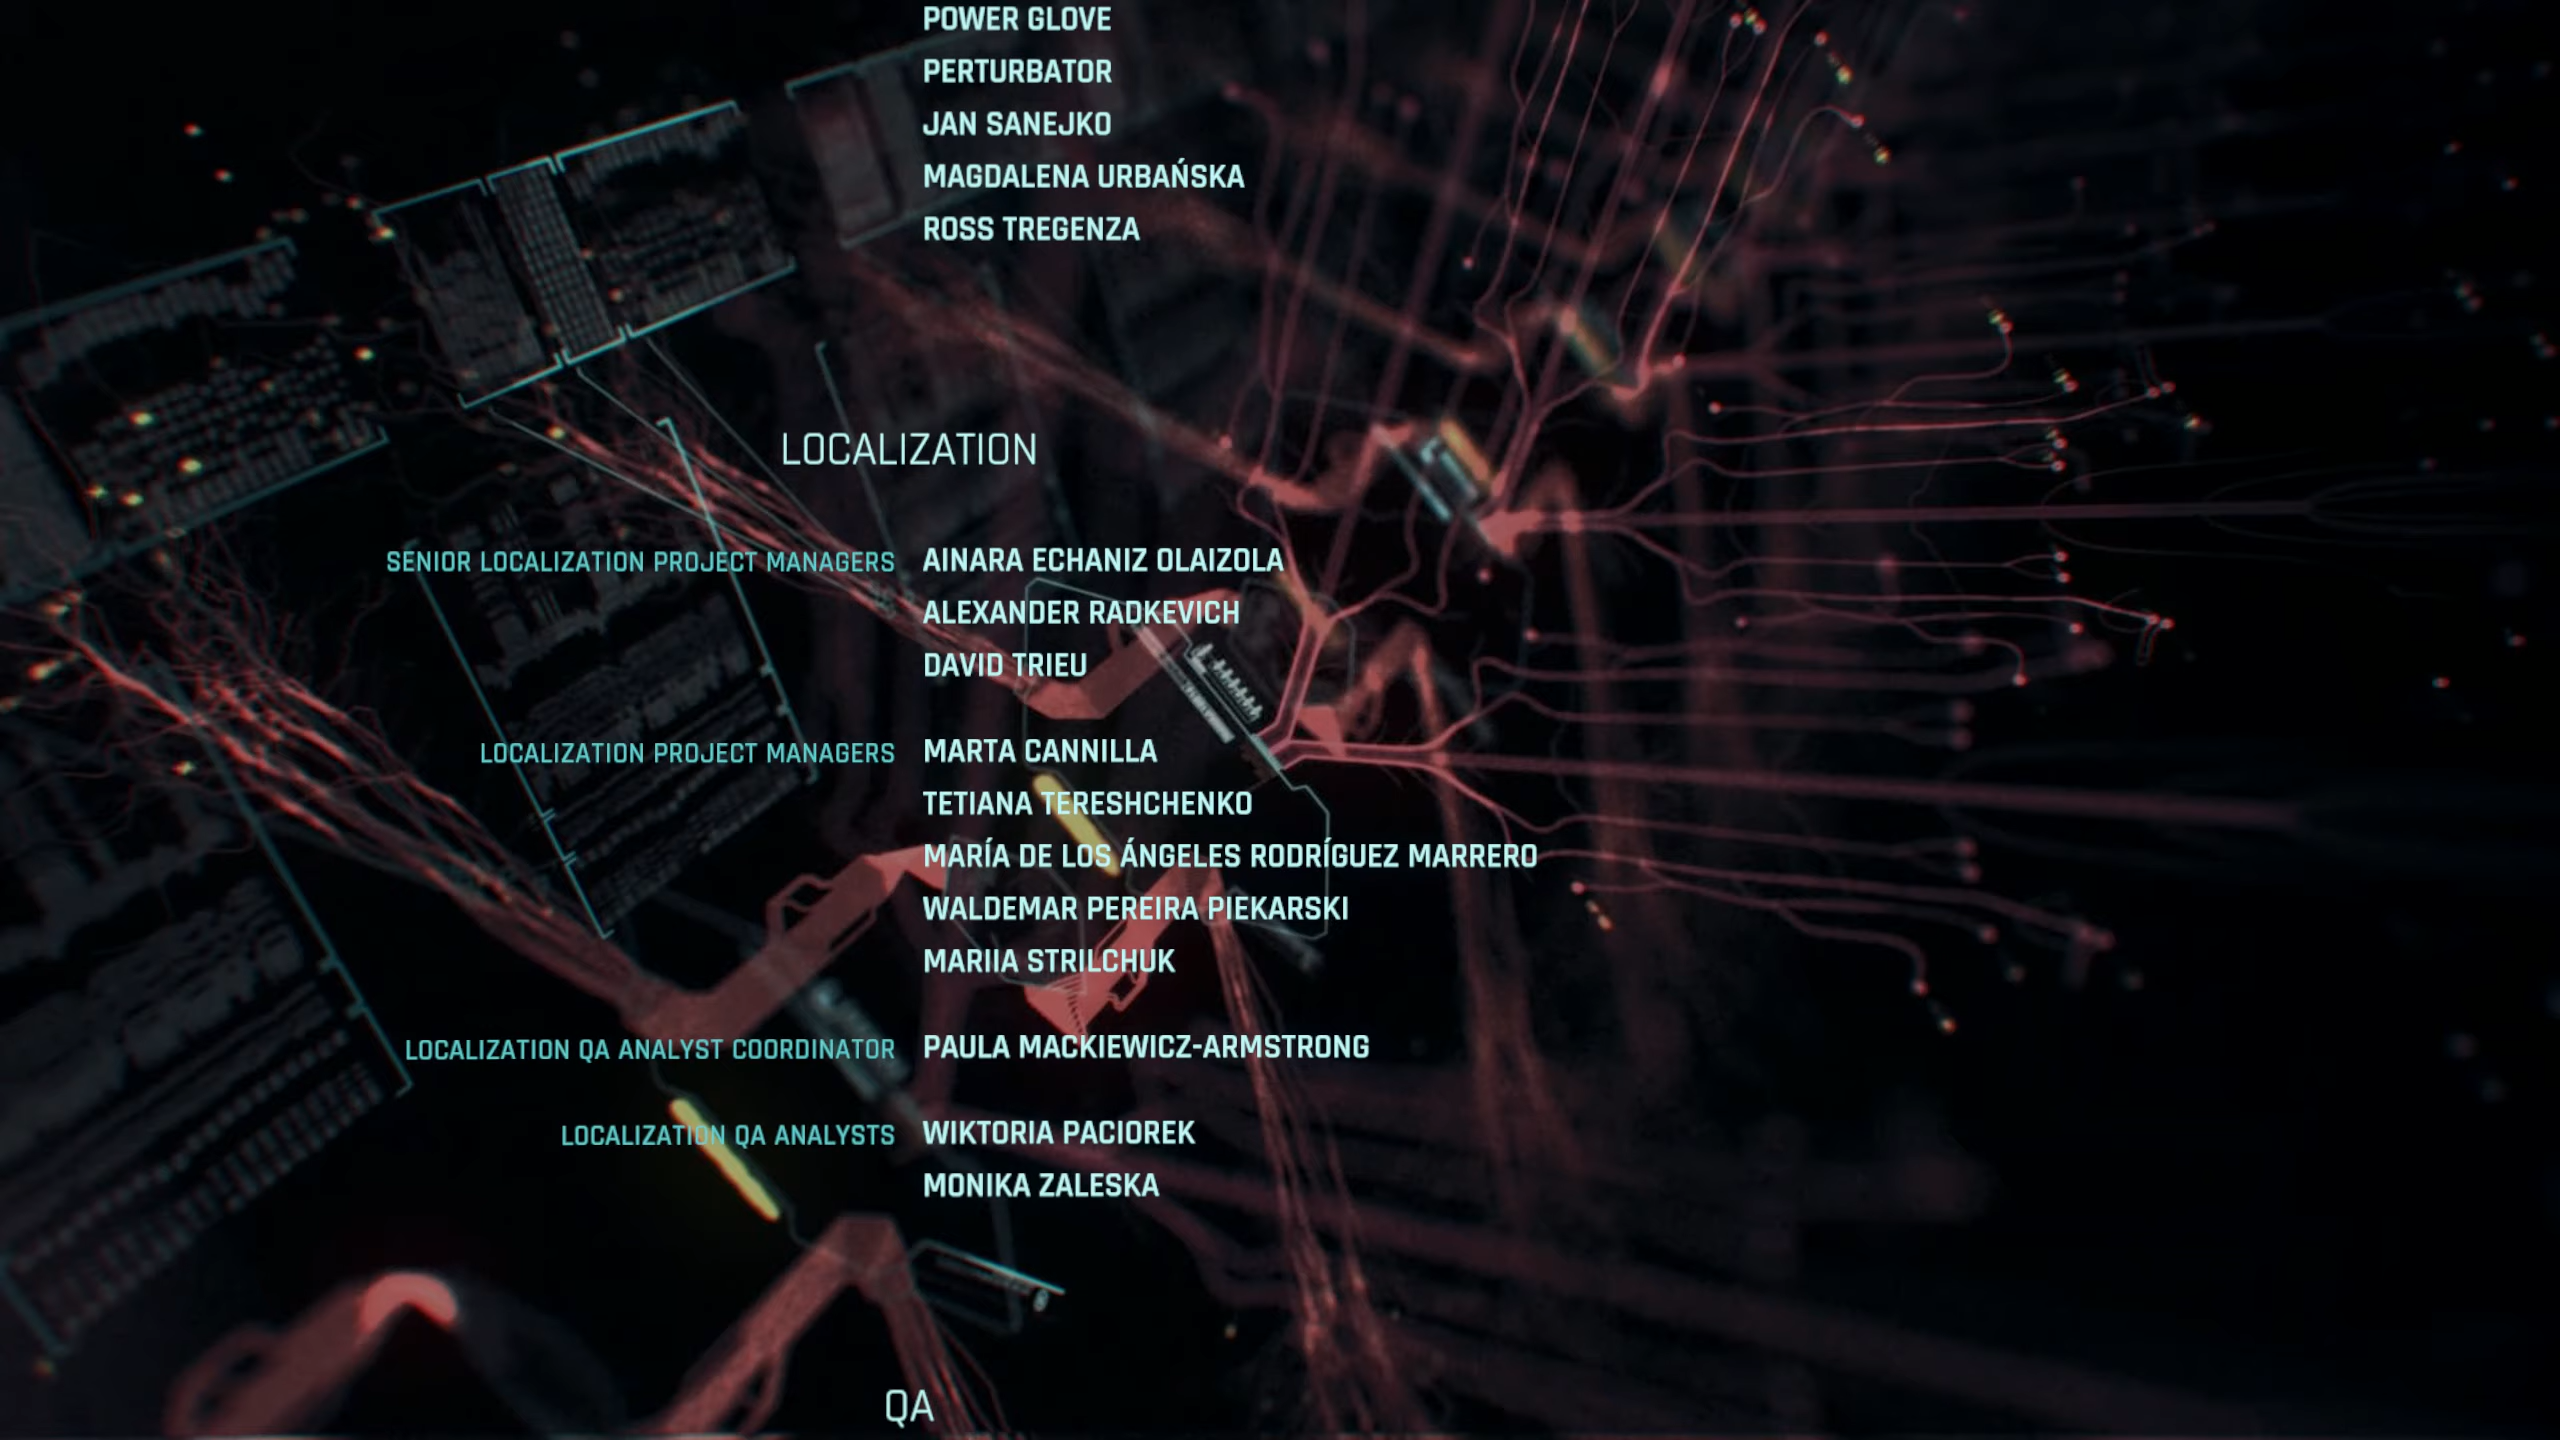 POWER GLOVE
PERTURBATOR
JAN SANEJKO
MAGDALENA URBAŃSKA
ROSS TREGENZA
LOCALIZATION
SENIOR LOCALIZATION PROJECT MANAGERS AINARA ECHANIZ OLAIZOLA
ALEXANDER RADKEVICH
DAVID TRIEU
LOCALIZATION PROJECT MANAGERS MARTA CANNILLA
TETIANA TERESHCHENKO
MARÍA DE LOS ÁNGELES RODRÍGUEZ MARRERO
WALDEMAR PEREIRA PIEKARSKI
MARIIA STRILCHUK
LOCALIZATION QA ANALYST COORDINATOR PAULA MACKIEWICZ-ARMSTRONG
LOCALIZATION QA ANALYSTS WIKTORIA PACIOREK
MONIKA ZALESKA
QA